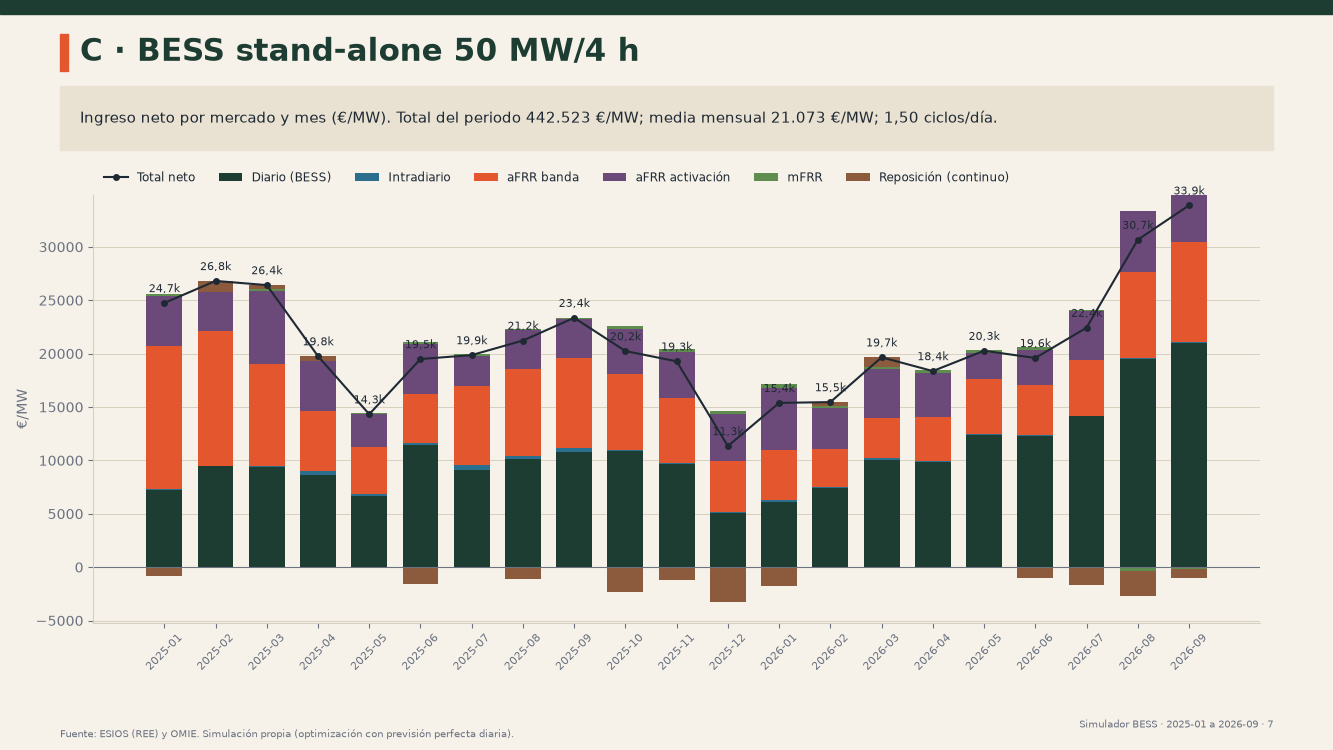 C · BESS stand-alone 50 MW/4 h
Ingreso neto por mercado y mes (€/MW). Total del periodo 442.523 €/MW; media mensual 21.073 €/MW; 1,50 ciclos/día.
Total neto Diario (BESS) Intradiario aFRR banda aFRR activación mFRR Reposición (continuo)
€/MW
30000
25000
20000
15000
10000
5000
0
−5000
24,7k 26,8k 26,4k 19,8k 14,3k 19,5k 19,9k 21,2k 23,4k 20,2k 19,3k 11,3k 15,4k 15,5k 19,7k 18,4k 20,3k 19,6k 22,4k 30,7k 33,9k
2025-01 2025-02 2025-03 2025-04 2025-05 2025-06 2025-07 2025-08 2025-09 2025-10 2025-11 2025-12 2026-01 2026-02 2026-03 2026-04 2026-05 2026-06 2026-07 2026-08 2026-09
Simulador BESS · 2025-01 a 2026-09 · 7
Fuente: ESIOS (REE) y OMIE. Simulación propia (optimización con previsión perfecta diaria).